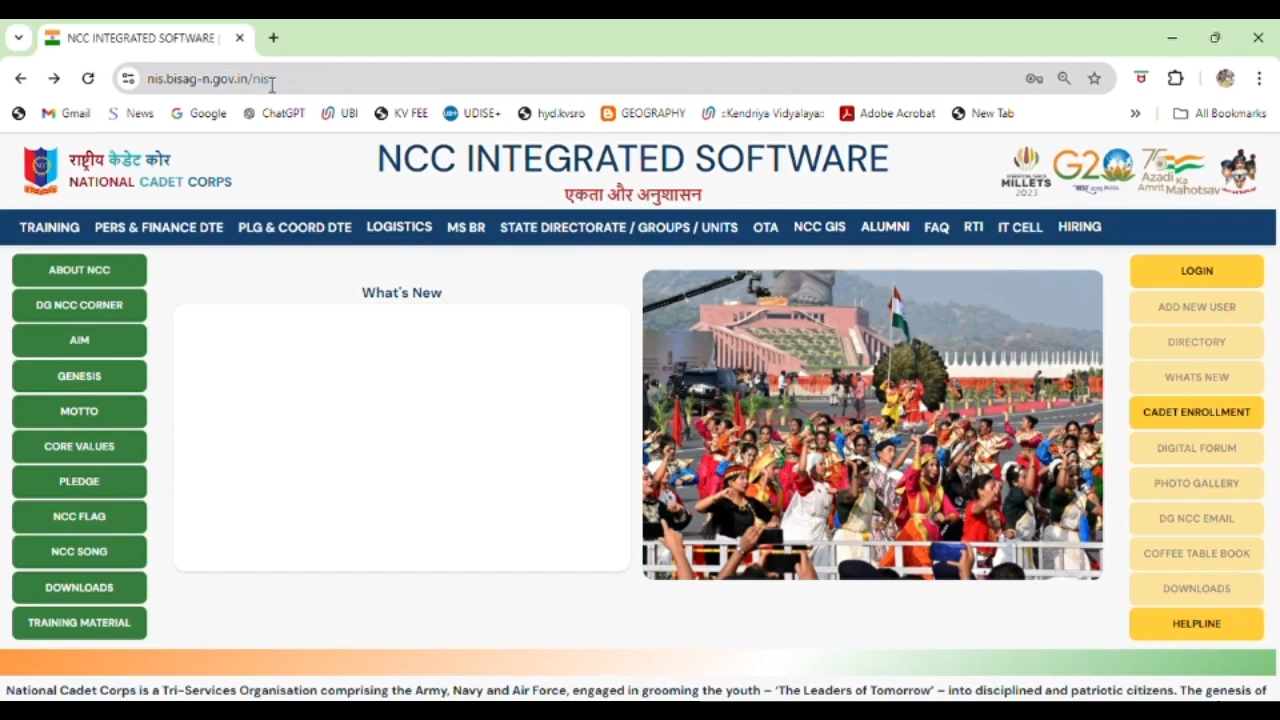 NCC INTEGRATED SOFTWARE |
nis.bisag-n.gov.in/nis
Gmail News Google ChatGPT UBI KV FEE UDISE+ hyd.kvsro GEOGRAPHY ::Kendriya Vidyalaya:: Adobe Acrobat New Tab » All Bookmarks
राष्ट्रीय कैडेट कोर
NATIONAL CADET CORPS
NCC INTEGRATED SOFTWARE
एकता और अनुशासन
MILLETS
2023
G20
75
Azadi Ka
Amrit Mahotsav
TRAINING PERS & FINANCE DTE PLG & COORD DTE LOGISTICS MS BR STATE DIRECTORATE / GROUPS / UNITS OTA NCC GIS ALUMNI FAQ RTI IT CELL HIRING
ABOUT NCC
DG NCC CORNER
AIM
GENESIS
MOTTO
CORE VALUES
PLEDGE
NCC FLAG
NCC SONG
DOWNLOADS
TRAINING MATERIAL
What's New
LOGIN
ADD NEW USER
DIRECTORY
WHATS NEW
CADET ENROLLMENT
DIGITAL FORUM
PHOTO GALLERY
DG NCC EMAIL
COFFEE TABLE BOOK
DOWNLOADS
HELPLINE
National Cadet Corps is a Tri-Services Organisation comprising the Army, Navy and Air Force, engaged in grooming the youth – ‘The Leaders of Tomorrow’ – into disciplined and patriotic citizens. The genesis of